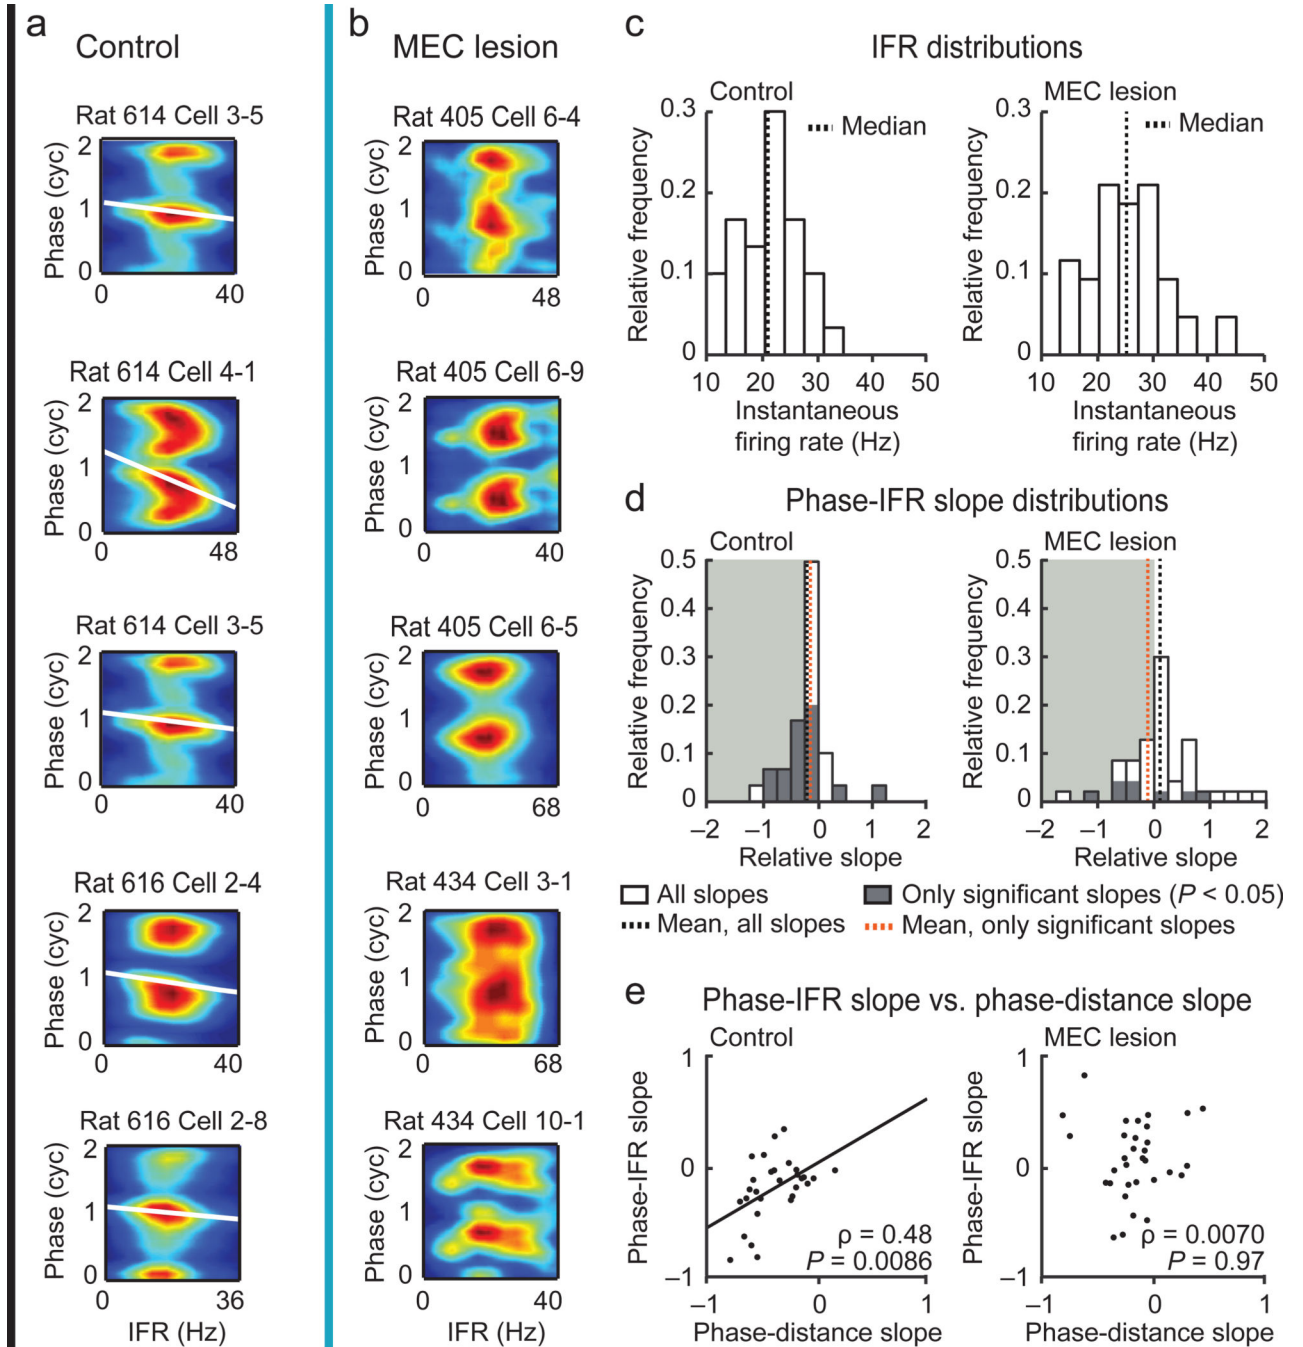 a
Control
Rat 614 Cell 3-5
Phase (cyc)
2
1
0
0
40
Rat 614 Cell 4-1
Phase (cyc)
2
1
0
0
48
Rat 614 Cell 3-5
Phase (cyc)
2
1
0
0
40
Rat 616 Cell 2-4
Phase (cyc)
2
1
0
0
40
Rat 616 Cell 2-8
Phase (cyc)
2
1
0
0
36
IFR (Hz)
b
MEC lesion
Rat 405 Cell 6-4
Phase (cyc)
2
1
0
0
48
Rat 405 Cell 6-9
Phase (cyc)
2
1
0
0
40
Rat 405 Cell 6-5
Phase (cyc)
2
1
0
0
68
Rat 434 Cell 3-1
Phase (cyc)
2
1
0
0
68
Rat 434 Cell 10-1
Phase (cyc)
2
1
0
0
40
IFR (Hz)
c
IFR distributions
Control
Median
Relative frequency
0.3
0.2
0.1
0
10 20 30 40 50
Instantaneous
firing rate (Hz)
MEC lesion
Median
Relative frequency
0.3
0.2
0.1
0
10 20 30 40 50
Instantaneous
firing rate (Hz)
d
Phase-IFR slope distributions
Control
Relative frequency
0.5
0.4
0.3
0.2
0.1
0
–2 –1 0 1 2
Relative slope
MEC lesion
Relative frequency
0.5
0.4
0.3
0.2
0.1
0
–2 –1 0 1 2
Relative slope
All slopes
Only significant slopes (P < 0.05)
Mean, all slopes
Mean, only significant slopes
e
Phase-IFR slope vs. phase-distance slope
Control
Phase-IFR slope
1
0
–1
ρ = 0.48
P = 0.0086
–1 0 1
Phase-distance slope
MEC lesion
Phase-IFR slope
1
0
–1
ρ = 0.0070
P = 0.97
–1 0 1
Phase-distance slope